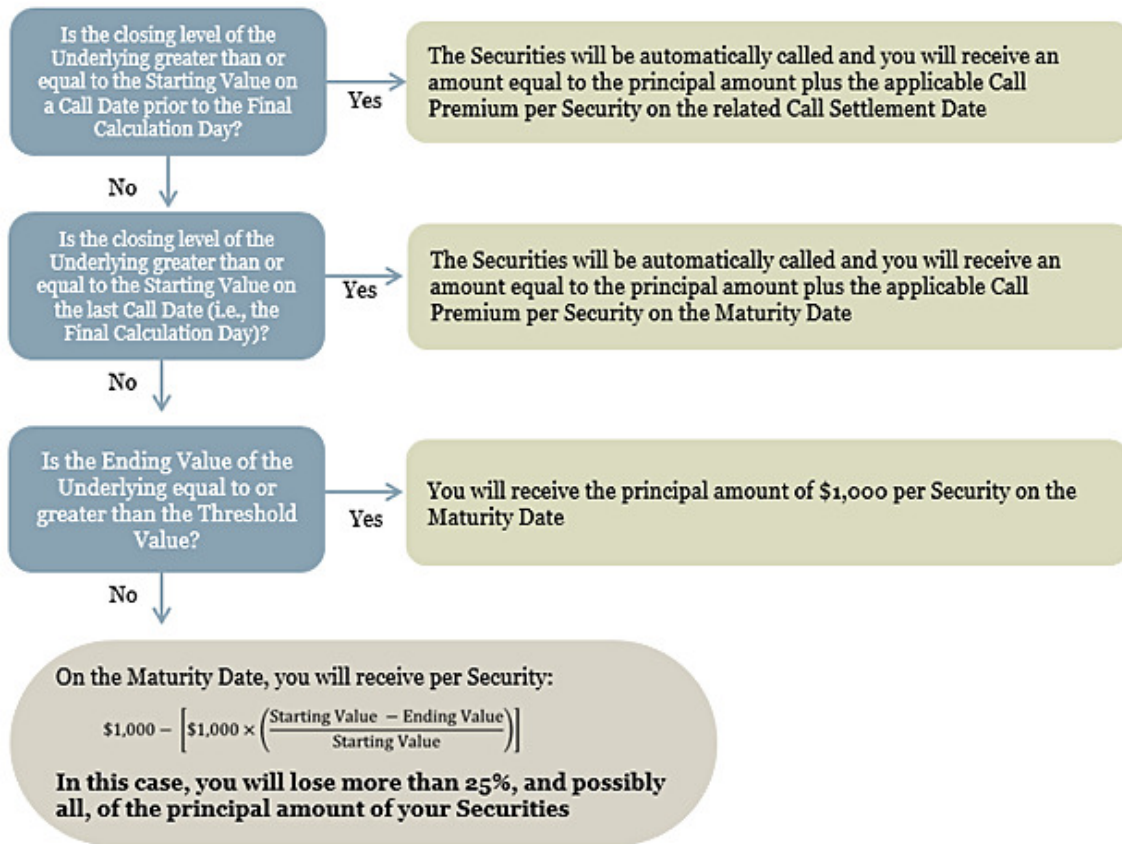 Is the closing level of the
Underlying greater than or
equal to the Starting Value on
a Call Date prior to the Final
Calculation Day?
Yes
The Securities will be automatically called and you will receive an
amount equal to the principal amount plus the applicable Call
Premium per Security on the related Call Settlement Date
No
Is the closing level of the
Underlying greater than or
equal to the Starting Value on
the last Call Date (i.e., the
Final Calculation Day)?
Yes
The Securities will be automatically called and you will receive an
amount equal to the principal amount plus the applicable Call
Premium per Security on the Maturity Date
No
Is the Ending Value of the
Underlying equal to or
greater than the Threshold
Value?
Yes
You will receive the principal amount of $1,000 per Security on the
Maturity Date
No
On the Maturity Date, you will receive per Security:
$1,000 − [$1,000 × (Starting Value − Ending Value / Starting Value)]
In this case, you will lose more than 25%, and possibly
all, of the principal amount of your Securities